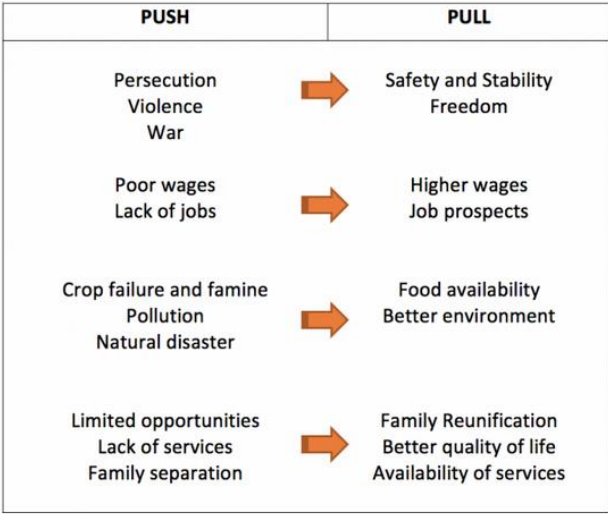 PUSH
PULL
Persecution
Violence
War
Safety and Stability
Freedom
Poor wages
Lack of jobs
Higher wages
Job prospects
Crop failure and famine
Pollution
Natural disaster
Food availability
Better environment
Limited opportunities
Lack of services
Family separation
Family Reunification
Better quality of life
Availability of services